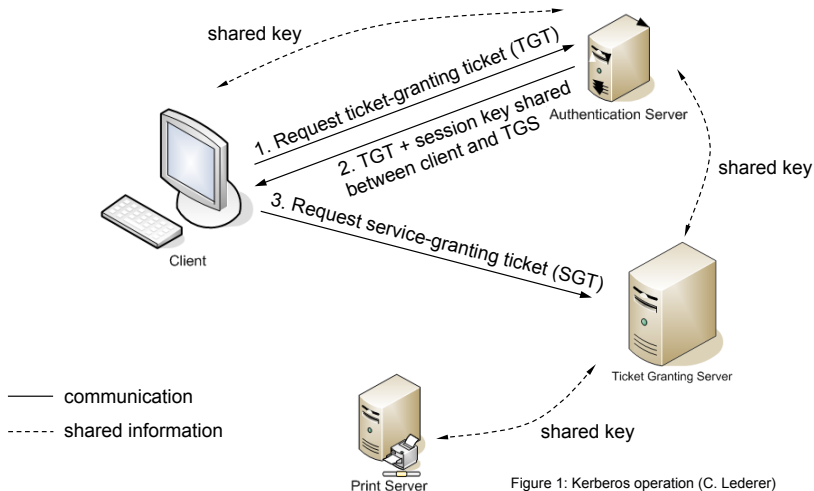 shared key
1. Request ticket-granting ticket (TGT)
Authentication Server
2. TGT + session key shared
between client and TGS
shared key
3. Request service-granting ticket (SGT)
Client
Ticket Granting Server
communication
shared information
shared key
Print Server
Figure 1: Kerberos operation (C. Lederer)